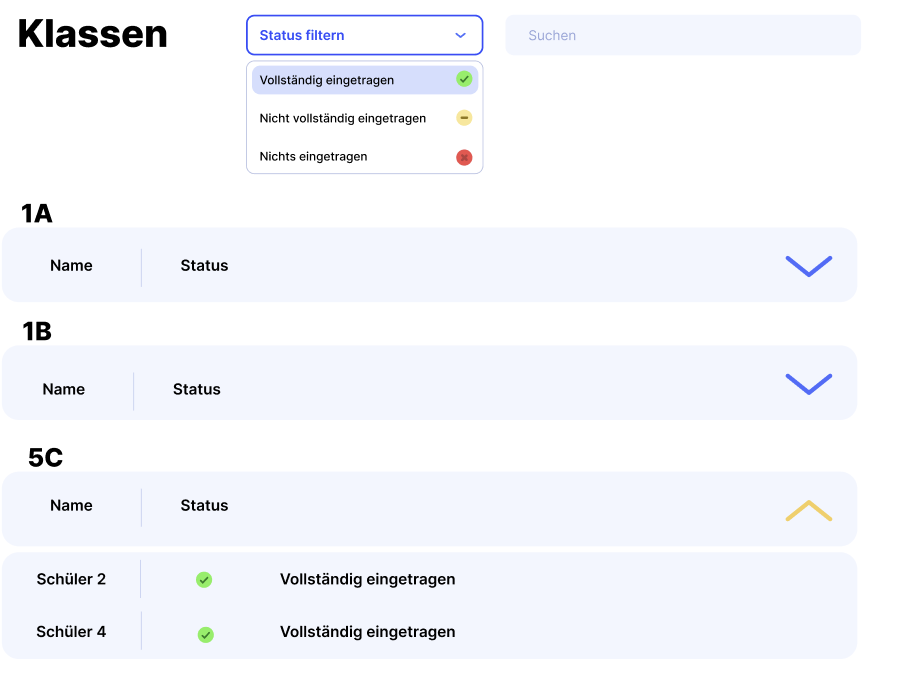 Klassen
Status filtern
Suchen
Vollständig eingetragen
Nicht vollständig eingetragen
Nichts eingetragen
1A
Name Status
1B
Name Status
5C
Name Status
Schüler 2 Vollständig eingetragen
Schüler 4 Vollständig eingetragen